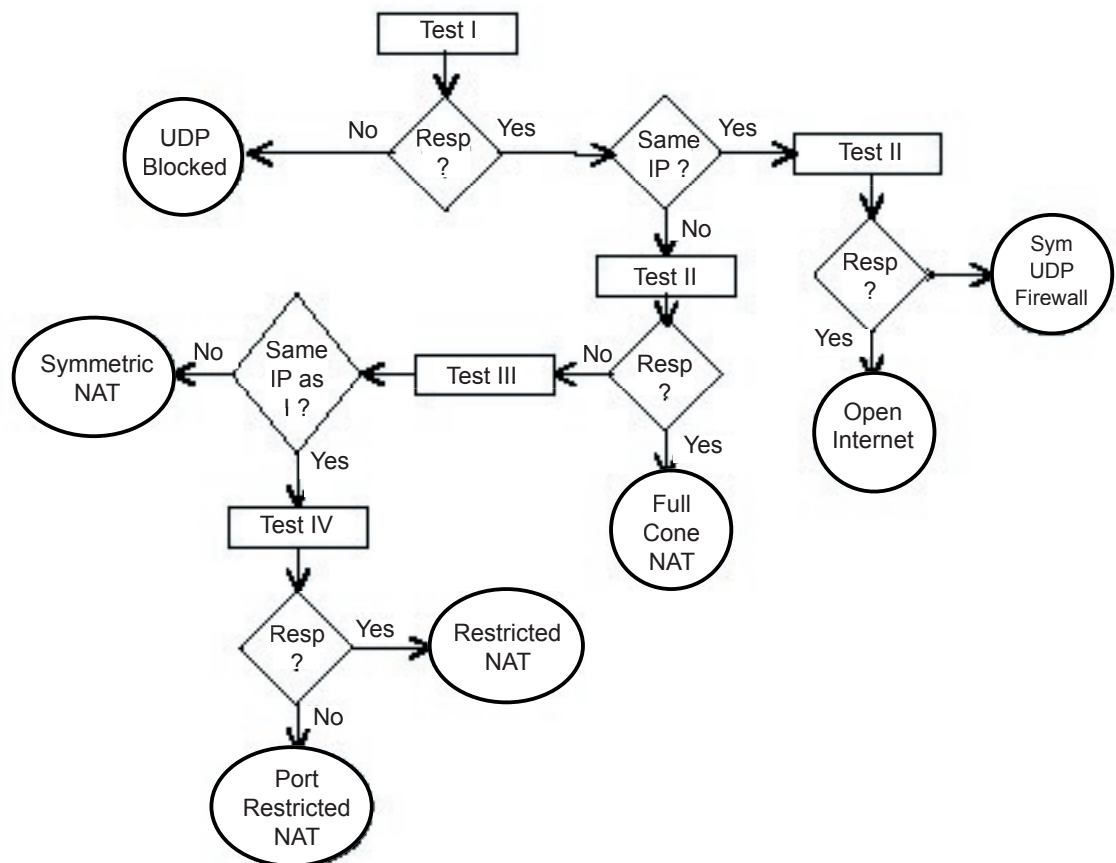 Test I
UDP
Blocked
No
Resp
?
Yes
Same
IP ?
Yes
Test II
No
Resp
?
Sym
UDP
Firewall
Yes
Open
Internet
Test II
Resp
?
No
Yes
Full
Cone
NAT
Test III
Same
IP as
I ?
No
Symmetric
NAT
Yes
Test IV
Resp
?
Yes
Restricted
NAT
No
Port
Restricted
NAT